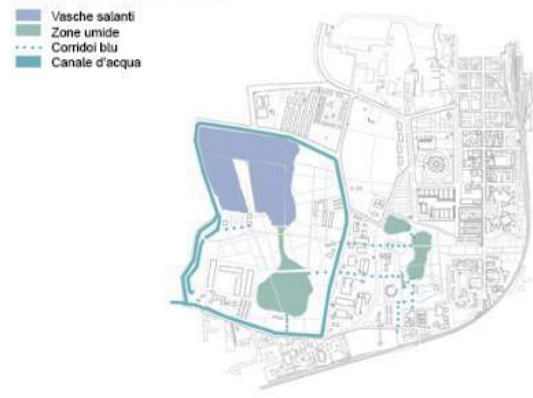 Vasche salanti
Zone umide
Corridoi blu
Canale d'acqua